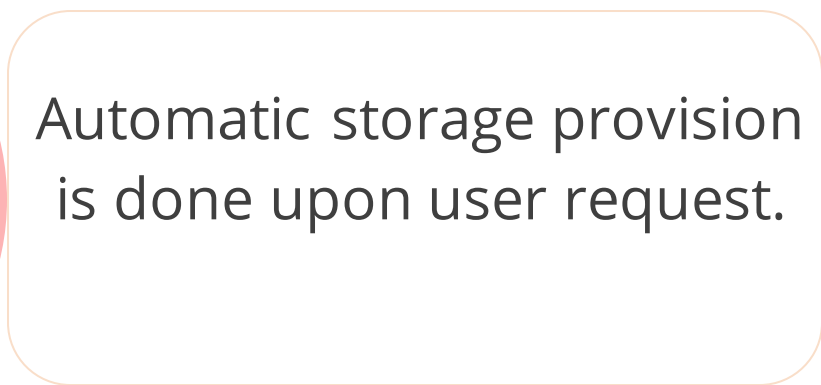 Automatic storage provision
is done upon user request.